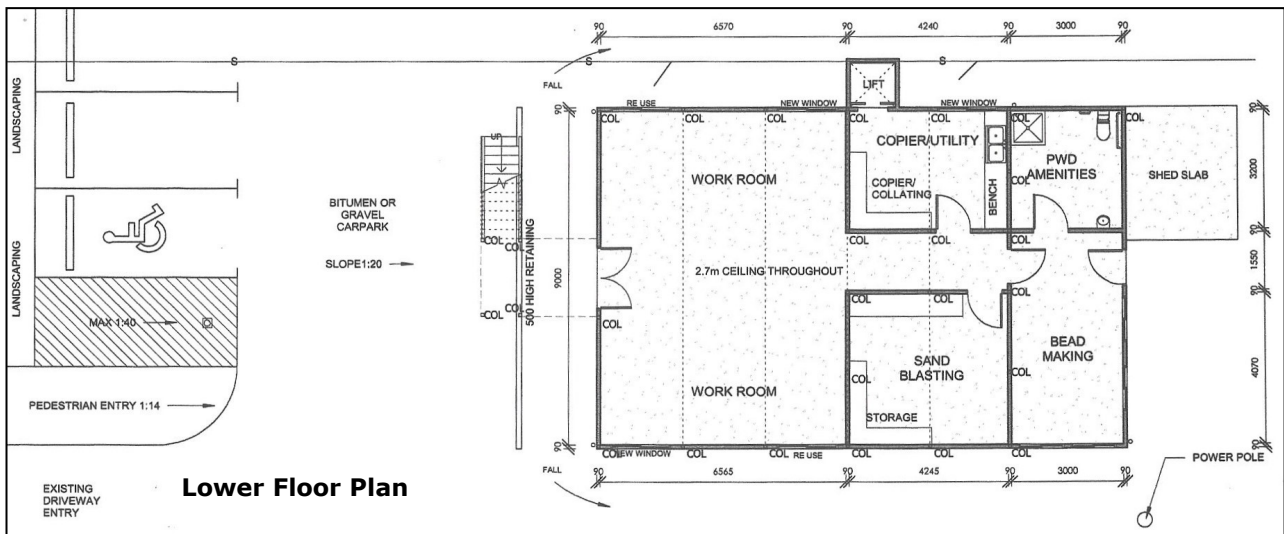 90
6570
90
4240
90
3000
90
S
S
S
FALL
LIFT
LANDSCAPING
RE USE
NEW WINDOW
NEW WINDOW
COL
COL
COL
COL
COL
COL
COL
90
UP
COPIER/UTILITY
WORK ROOM
PWD
AMENITIES
SHED SLAB
3200
COPIER/
COLLATING
BENCH
COL
BITUMEN OR
GRAVEL
CARPARK
SLOPE1:20
COL
COL
COL
COL
COL
90
1550
90
LANDSCAPING
500 HIGH RETAINING
9000
2.7m CEILING THROUGHOUT
COL
COL
COL
COL
COL
COL
MAX 1:40
BEAD
MAKING
SAND
BLASTING
COL
COL
4070
WORK ROOM
PEDESTRIAN ENTRY 1:14
STORAGE
90
90
COL
NEW WINDOW
COL
COL
RE USE
COL
COL
COL
POWER POLE
FALL
90
6565
90
4245
90
3000
90
EXISTING
DRIVEWAY
ENTRY
Lower Floor Plan